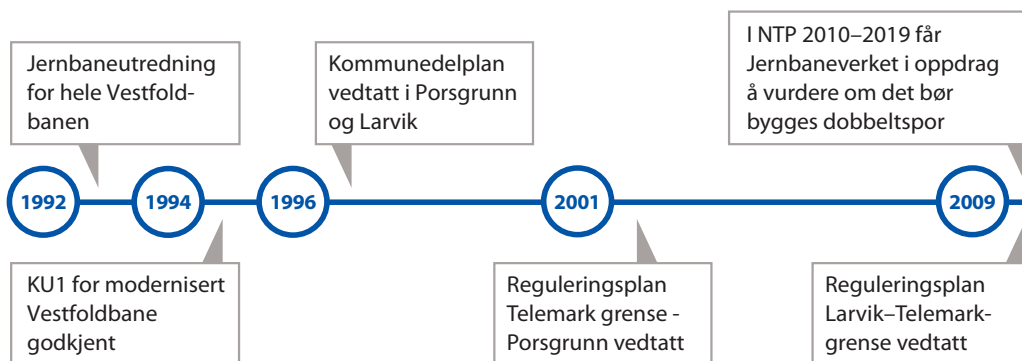 Jernbaneutredning
for hele Vestfold-
banen
Kommunedelplan
vedtatt i Porsgrunn
og Larvik
I NTP 2010–2019 får
Jernbaneverket i oppdrag
å vurdere om det bør
bygges dobbeltspor
1992
1994
1996
2001
2009
KU1 for modernisert
Vestfoldbane
godkjent
Reguleringsplan
Telemark grense -
Porsgrunn vedtatt
Reguleringsplan
Larvik–Telemark-
grense vedtatt